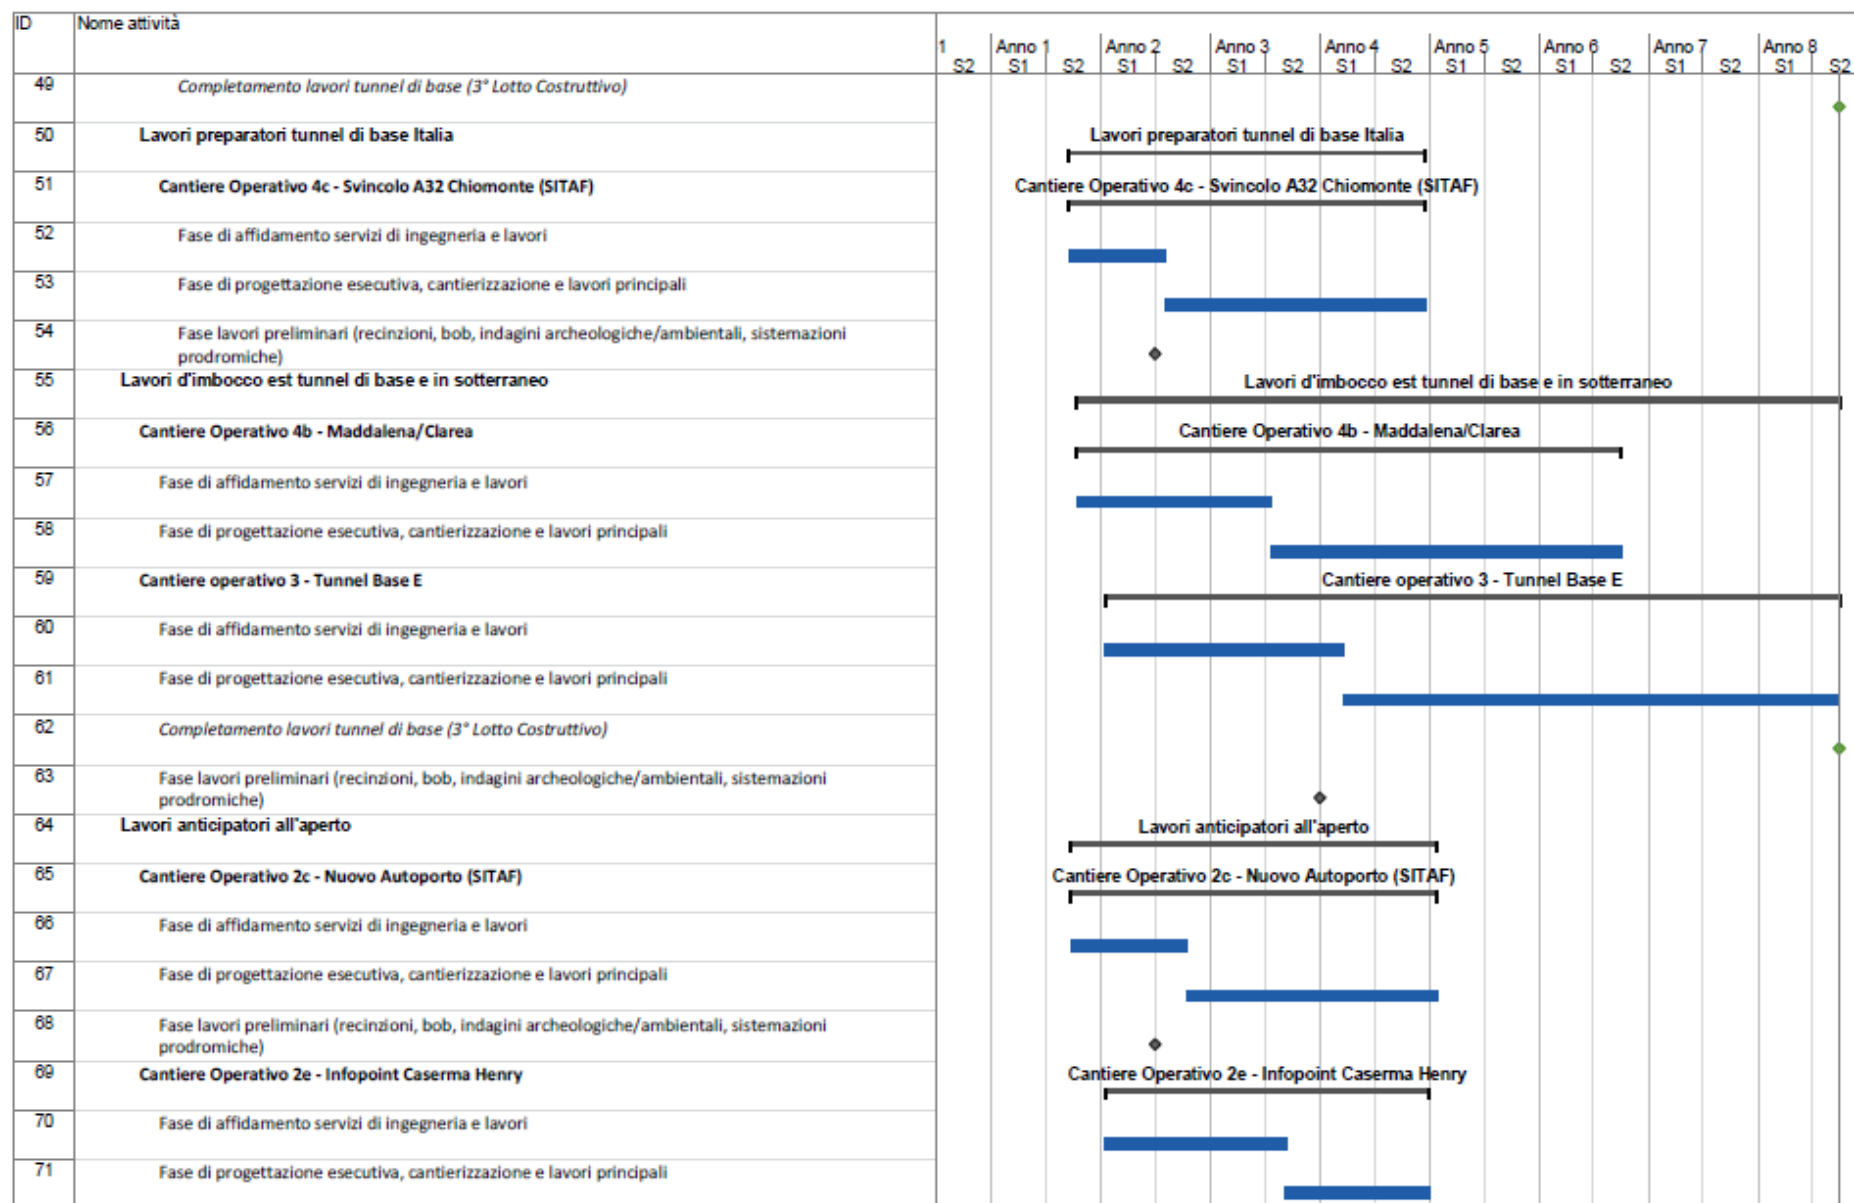 ID Nome attività
1 Anno 1 Anno 2 Anno 3 Anno 4 Anno 5 Anno 6 Anno 7 Anno 8
S2 S1 S2 S1 S2 S1 S2 S1 S2 S1 S2 S1 S2 S1 S2 S1 S2
49 Completamento lavori tunnel di base (3° Lotto Costruttivo)
50 Lavori preparatori tunnel di base Italia Lavori preparatori tunnel di base Italia
51 Cantiere Operativo 4c - Svincolo A32 Chiomonte (SITAF) Cantiere Operativo 4c - Svincolo A32 Chiomonte (SITAF)
52 Fase di affidamento servizi di ingegneria e lavori
53 Fase di progettazione esecutiva, cantierizzazione e lavori principali
54 Fase lavori preliminari (recinzioni, bob, indagini archeologiche/ambientali, sistemazioni
prodromiche)
55 Lavori d'imbocco est tunnel di base e in sotterraneo Lavori d'imbocco est tunnel di base e in sotterraneo
56 Cantiere Operativo 4b - Maddalena/Clarea Cantiere Operativo 4b - Maddalena/Clarea
57 Fase di affidamento servizi di ingegneria e lavori
58 Fase di progettazione esecutiva, cantierizzazione e lavori principali
59 Cantiere operativo 3 - Tunnel Base E Cantiere operativo 3 - Tunnel Base E
60 Fase di affidamento servizi di ingegneria e lavori
61 Fase di progettazione esecutiva, cantierizzazione e lavori principali
62 Completamento lavori tunnel di base (3° Lotto Costruttivo)
63 Fase lavori preliminari (recinzioni, bob, indagini archeologiche/ambientali, sistemazioni
prodromiche)
64 Lavori anticipatori all'aperto Lavori anticipatori all'aperto
65 Cantiere Operativo 2c - Nuovo Autoporto (SITAF) Cantiere Operativo 2c - Nuovo Autoporto (SITAF)
66 Fase di affidamento servizi di ingegneria e lavori
67 Fase di progettazione esecutiva, cantierizzazione e lavori principali
68 Fase lavori preliminari (recinzioni, bob, indagini archeologiche/ambientali, sistemazioni
prodromiche)
69 Cantiere Operativo 2e - Infopoint Caserma Henry Cantiere Operativo 2e - Infopoint Caserma Henry
70 Fase di affidamento servizi di ingegneria e lavori
71 Fase di progettazione esecutiva, cantierizzazione e lavori principali